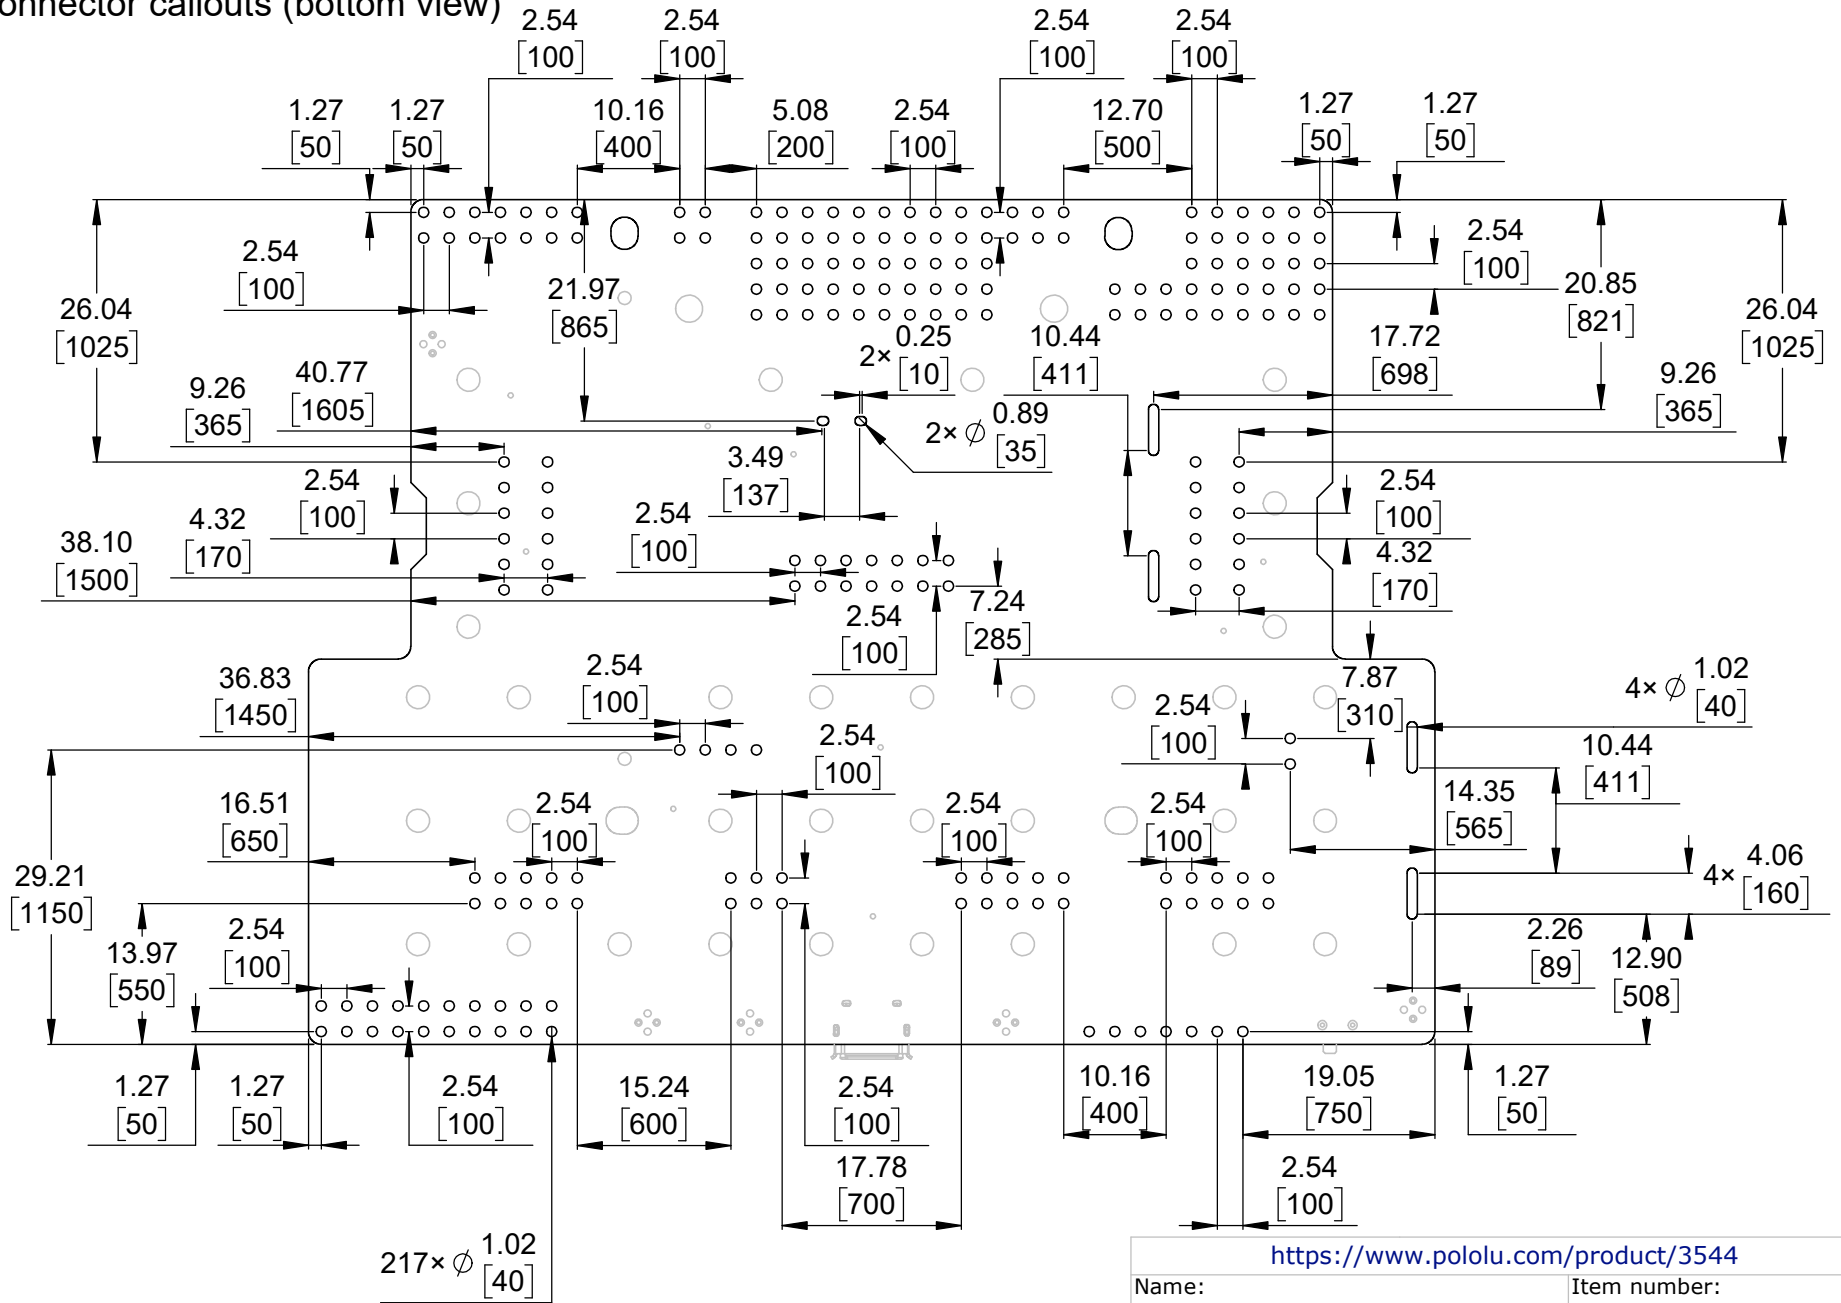 onnector callouts (bottom view)
2.54 2.54 2.54 2.54
[100] [100] [100] [100]
1.27 1.27 10.16 5.08 2.54 12.70 1.27 1.27
[50] [50] [400] [200] [100] [500] [50] [50]
2.54 2.54
[100] [100]
26.04 21.97 20.85 26.04
[1025] [865] [821] [1025]
2× 0.25 10.44 17.72
[10] [411] [698]
40.77 9.26
[1605] [365]
9.26 2× ∅ 0.89
[365] [35]
3.49
[137]
2.54 2.54 2.54
[100] [100] [100]
4.32 4.32
[170] [170]
38.10
[1500]
2.54 7.24
[100] [285]
36.83 2.54 7.87 4× ∅ 1.02
[1450] [100] [310] [40]
2.54 2.54 10.44
[100] [100] [411]
16.51 2.54 2.54 2.54 14.35
[650] [100] [100] [100] [565]
29.21 4× 4.06
[1150] [160]
13.97 2.54 2.26 12.90
[550] [100] [89] [508]
1.27 1.27 2.54 15.24 2.54 10.16 19.05 1.27
[50] [50] [100] [600] [100] [400] [750] [50]
17.78 2.54
[700] [100]
217× ∅ 1.02
[40]
https://www.pololu.com/product/3544
Name: Item number: